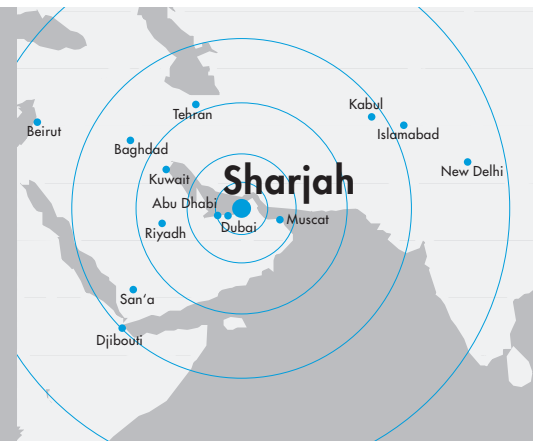 Kabul
Tehran
Beirut
Islamabad
Baghdad
New Delhi
Kuwait
Sharjah
Abu Dhabi
Muscat
Dubai
Riyadh
San'a
Djibouti